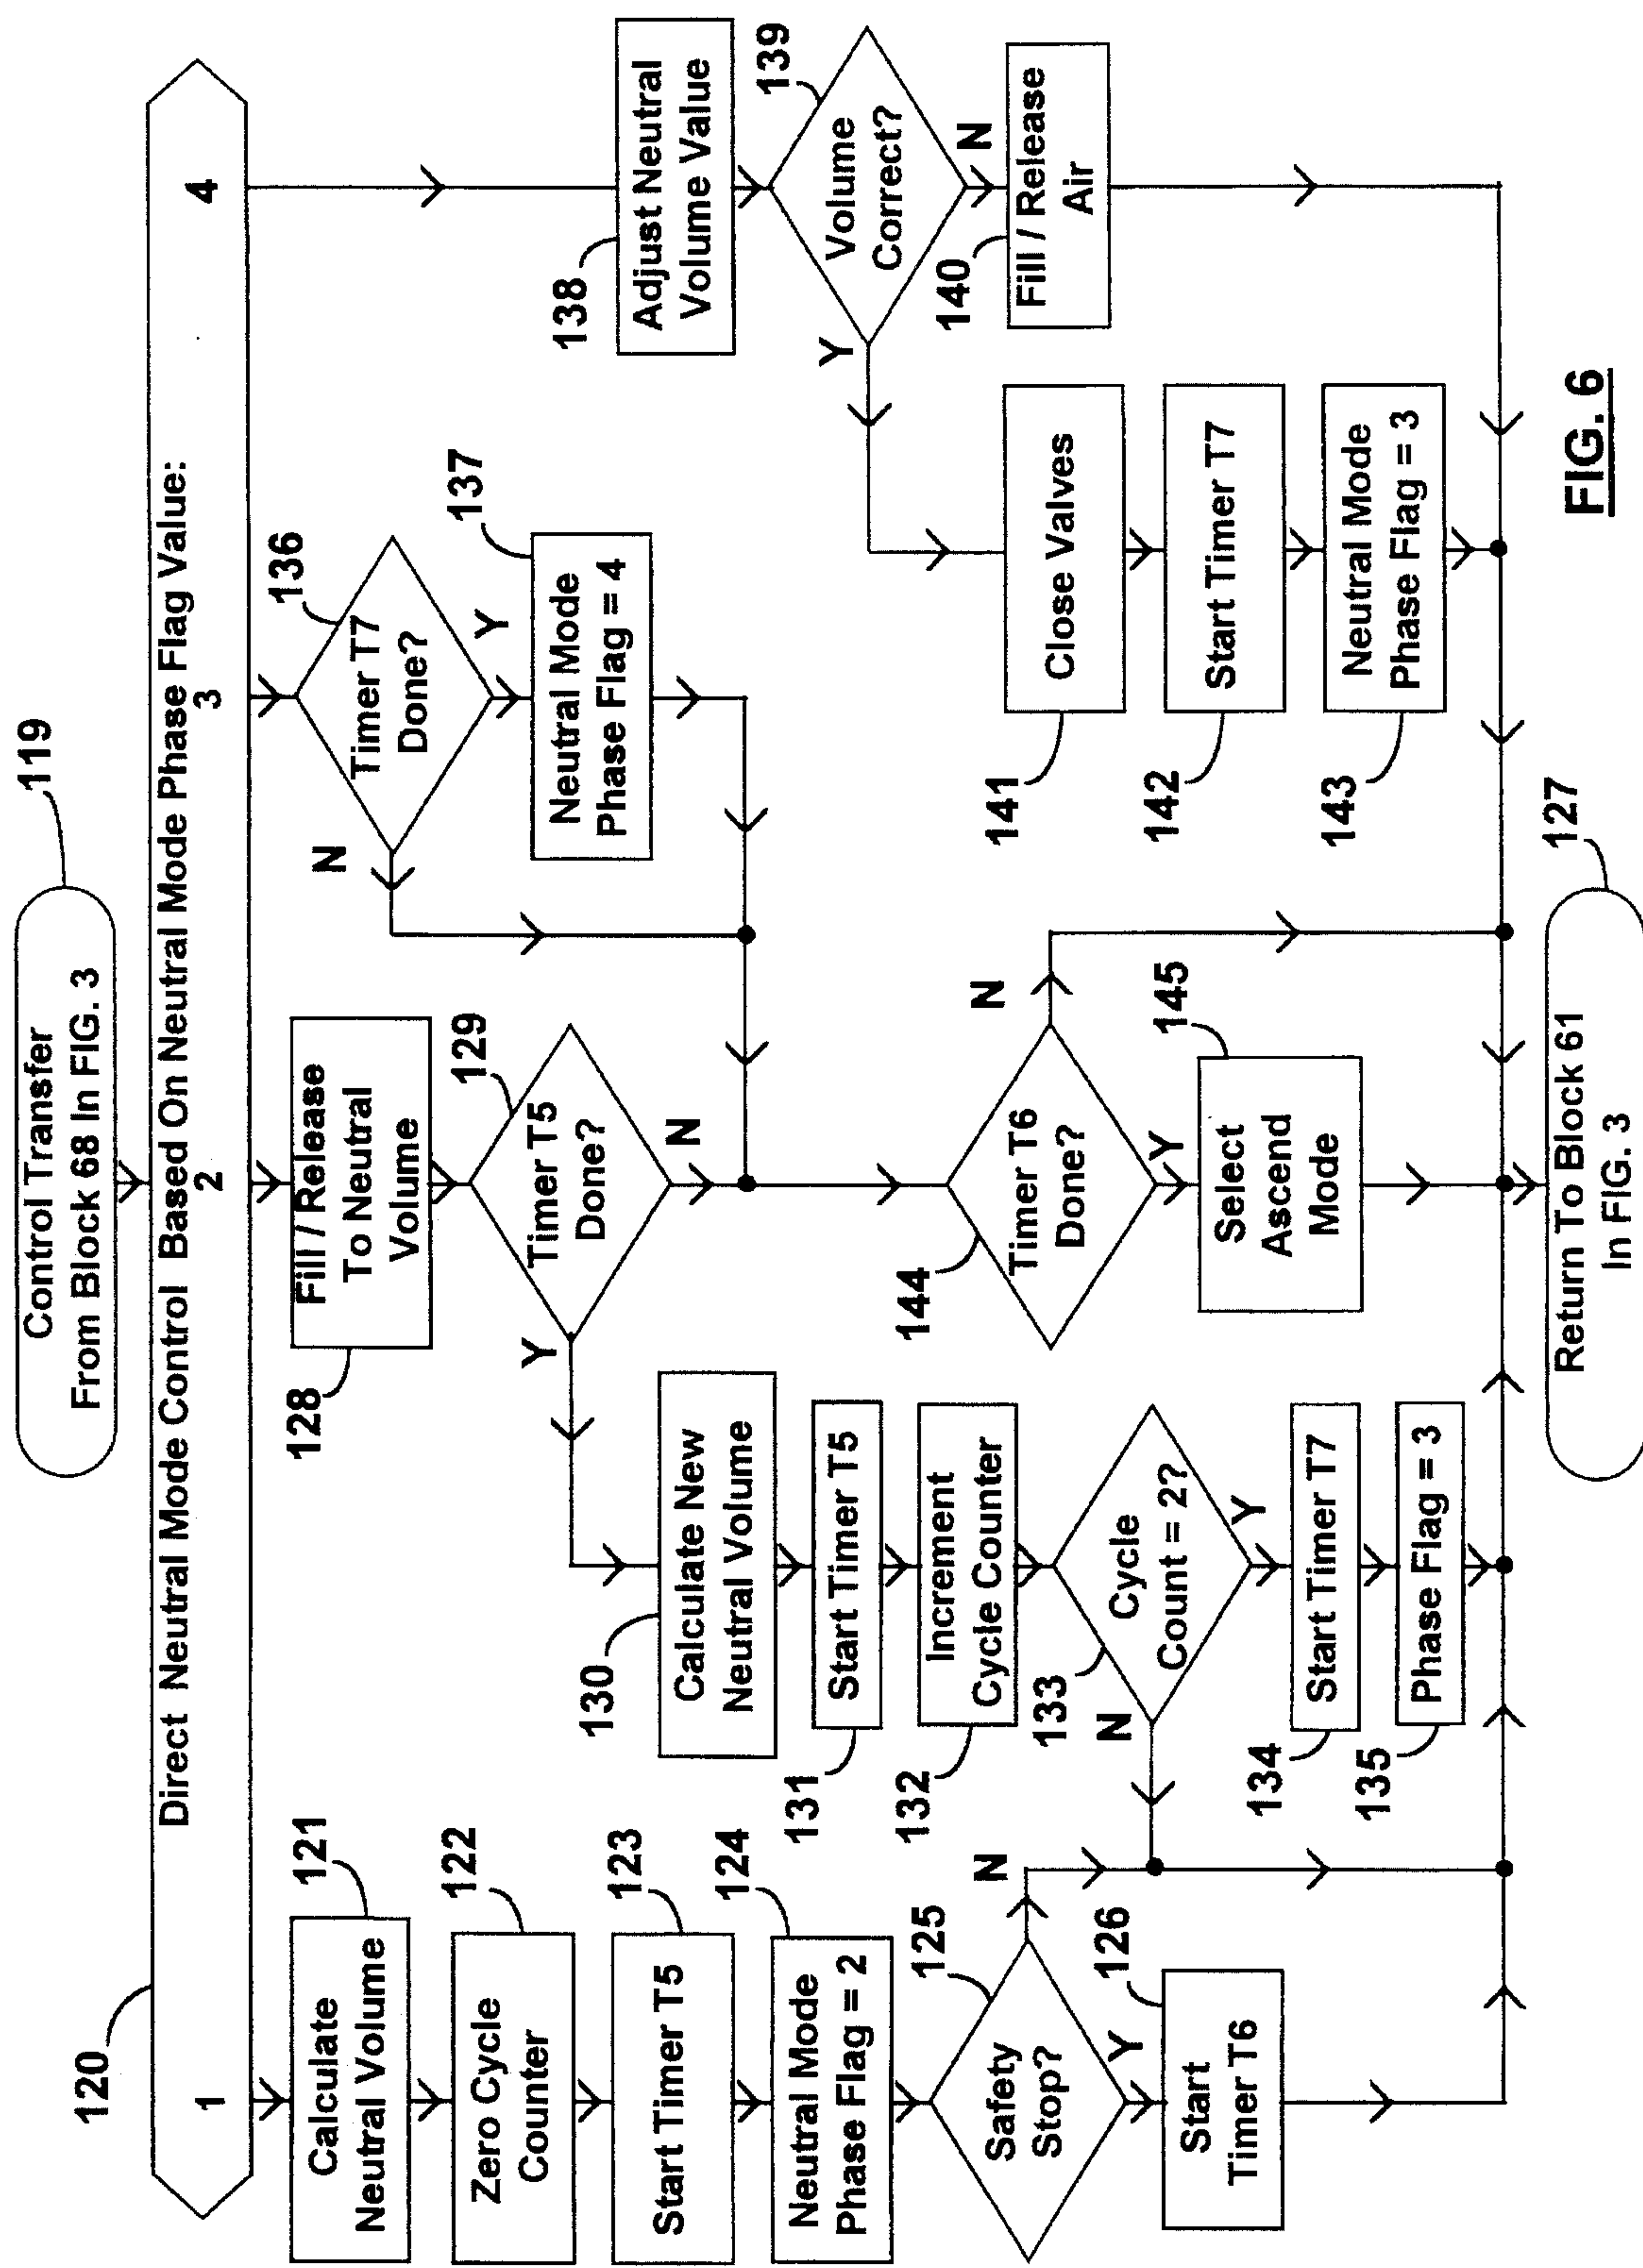 Control Transfer
From Block 68 In FIG. 3
119
120
Direct Neutral Mode Control Based On Neutral Mode Phase Flag Value:
1
2
3
4
121
Calculate
Neutral Volume
122
Zero Cycle
Counter
123
Start Timer T5
124
Neutral Mode
Phase Flag = 2
125
Safety
Stop?
N
Y
126
Start
Timer T6
128
Fill / Release
To Neutral
Volume
129
Timer T5
Done?
Y
N
130
Calculate New
Neutral Volume
131
Start Timer T5
132
Increment
Cycle Counter
133
Cycle
Count = 2?
N
Y
134
Start Timer T7
135
Phase Flag = 3
136
Timer T7
Done?
N
Y
137
Neutral Mode
Phase Flag = 4
144
Timer T6
Done?
N
Y
145
Select
Ascend
Mode
138
Adjust Neutral
Volume Value
139
Volume
Correct?
Y
N
140
Fill / Release
Air
141
Close Valves
142
Start Timer T7
143
Neutral Mode
Phase Flag = 3
127
Return To Block 61
In FIG. 3
FIG. 6